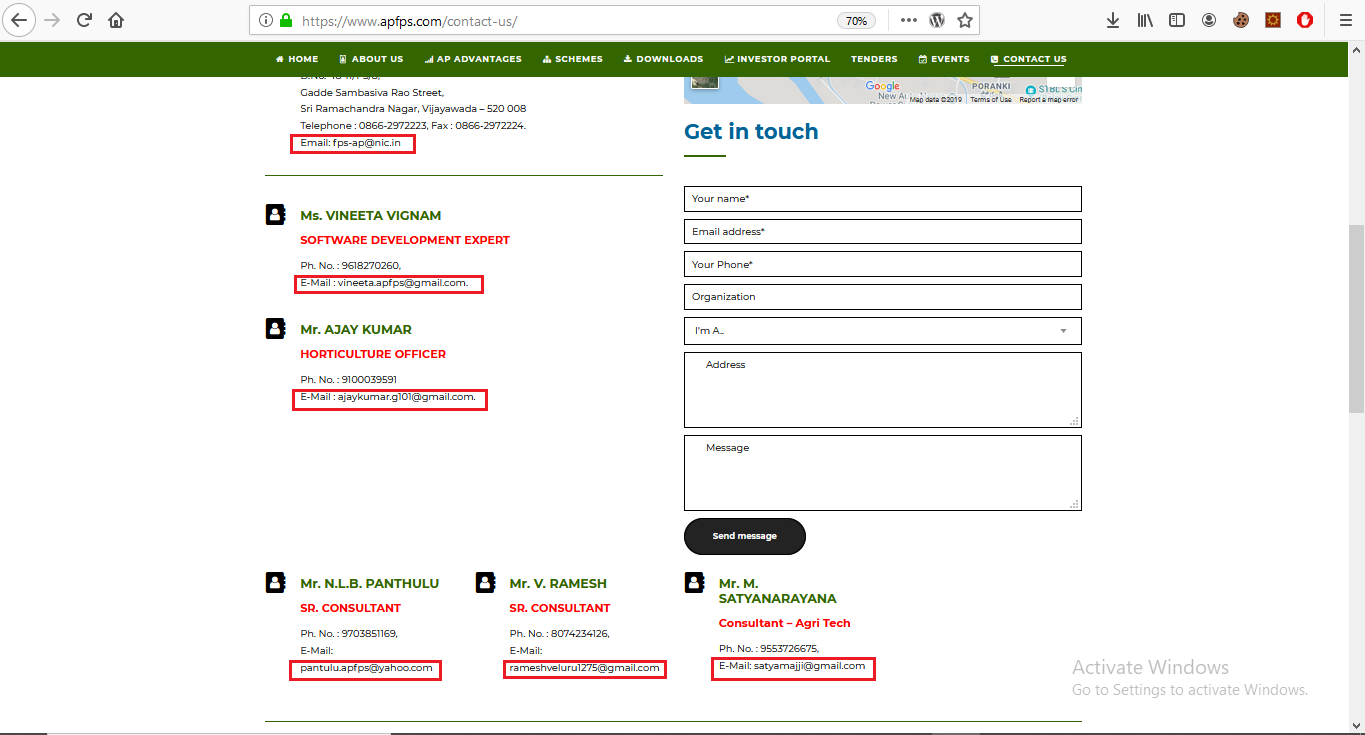 https://www.apfps.com/contact-us/
70%
HOME ABOUT US AP ADVANTAGES SCHEMES DOWNLOADS INVESTOR PORTAL TENDERS EVENTS CONTACT US
Gadde Sambasiva Rao Street,
Sri Ramachandra Nagar, Vijayawada – 520 008
Telephone : 0866-2972223, Fax : 0866-2972224.
Email: fps-ap@nic.in
Ms. VINEETA VIGNAM
SOFTWARE DEVELOPMENT EXPERT
Ph. No. : 9618270260,
E-Mail : vineeta.apfps@gmail.com.
Mr. AJAY KUMAR
HORTICULTURE OFFICER
Ph. No. : 9100039591
E-Mail : ajaykumar.g101@gmail.com.
Google
PORANKI
Map data ©2019 Terms of Use Report a map error
Get in touch
Your name*
Email address*
Your Phone*
Organization
I'm A..
Address
Message
Send message
Mr. N.L.B. PANTHULU
SR. CONSULTANT
Ph. No. : 9703851169,
E-Mail:
pantulu.apfps@yahoo.com
Mr. V. RAMESH
SR. CONSULTANT
Ph. No. : 8074234126,
E-Mail:
rameshveluru1275@gmail.com
Mr. M.
SATYANARAYANA
Consultant – Agri Tech
Ph. No. : 9553726675,
E-Mail: satyamajji@gmail.com
Activate Windows
Go to Settings to activate Windows.